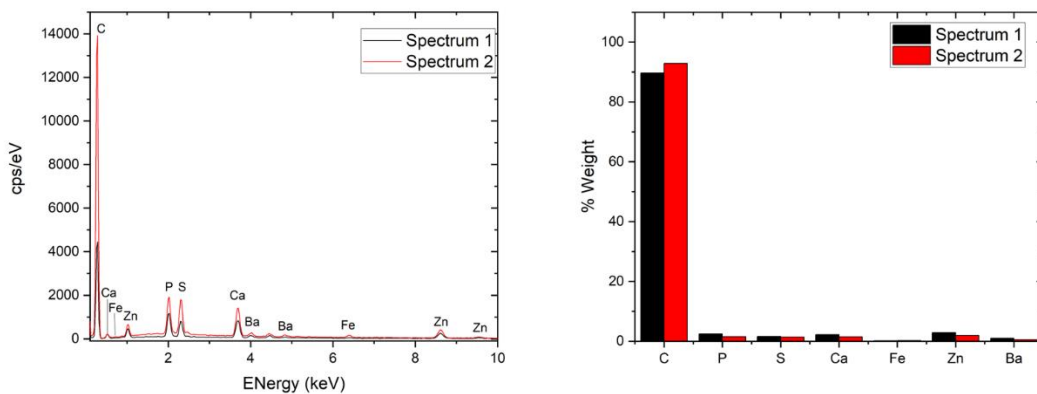 C
14000
12000
10000
8000
6000
4000
2000
0
cps/eV
Spectrum 1
Spectrum 2
Ca
Fe
Zn
P
S
Ca
Ba
Ba
Fe
Zn
Zn
2
4
6
8
10
ENergy (keV)
100
80
60
40
20
0
% Weight
Spectrum 1
Spectrum 2
C
P
S
Ca
Fe
Zn
Ba